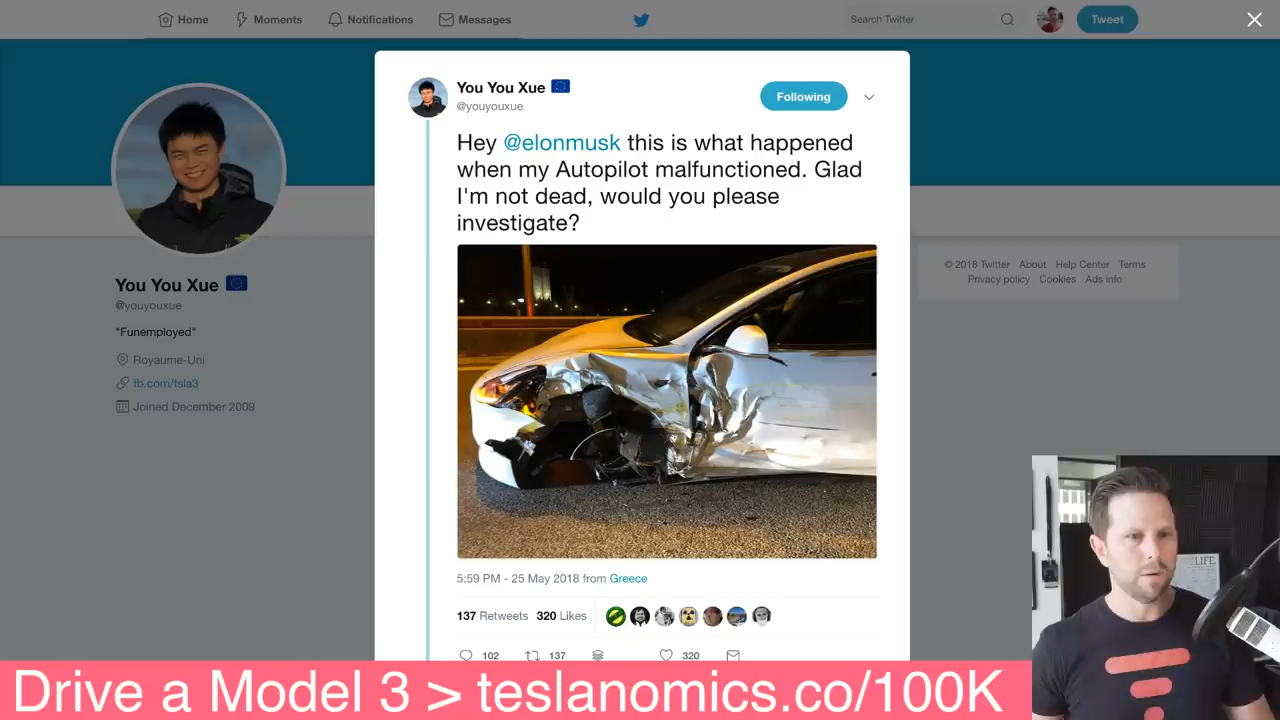 Home
Moments
Notifications
Messages
Search Twitter
Tweet
You You Xue
@youyouxue
Following
Hey @elonmusk this is what happened
when my Autopilot malfunctioned. Glad
I'm not dead, would you please
investigate?
You You Xue
@youyouxue
"Funemployed"
Royaume-Uni
fb.com/tsla3
Joined December 2009
© 2018 Twitter About Help Center Terms
Privacy policy Cookies Ads info
5:59 PM - 25 May 2018 from Greece
137 Retweets 320 Likes
102 137 320
LIFE
Drive a Model 3 > teslanomics.co/100K